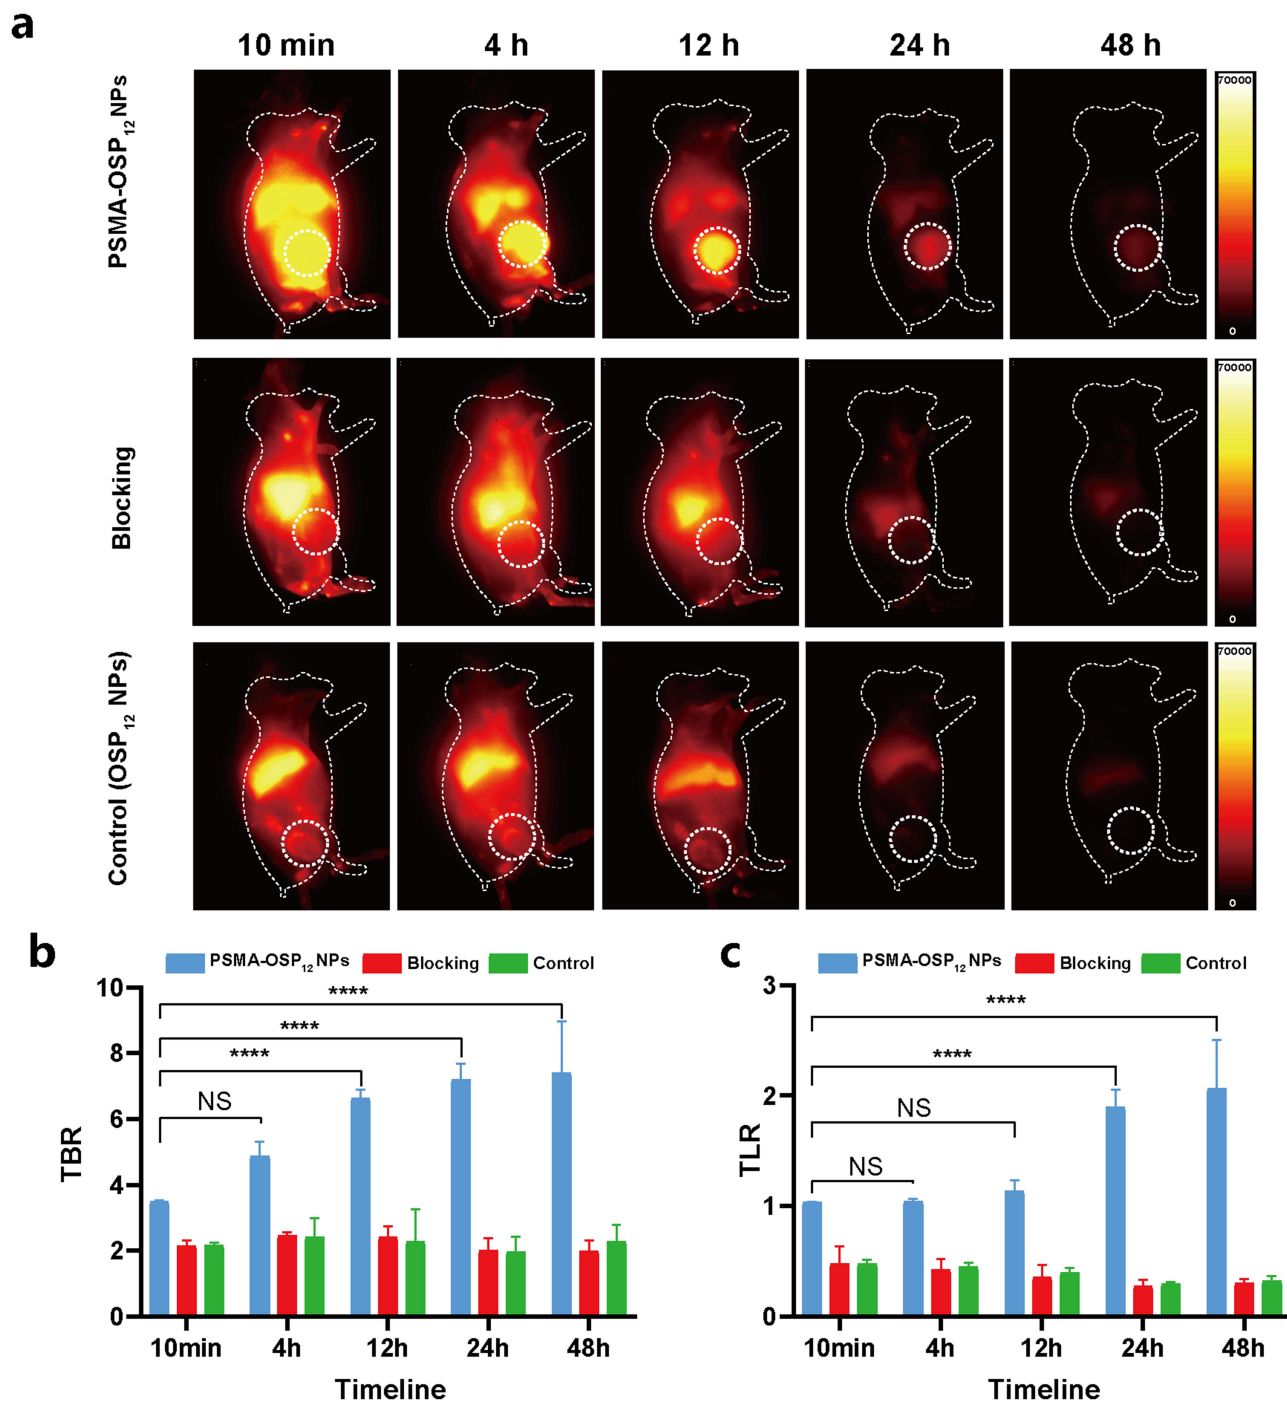 a
10 min 4 h 12 h 24 h 48 h
PSMA-OSP₁₂ NPs
70000
0
Blocking
70000
0
Control (OSP₁₂ NPs)
70000
0
b
PSMA-OSP₁₂ NPs Blocking Control
TBR
10
8
6
4
2
0
****
****
****
NS
10min 4h 12h 24h 48h
Timeline
c
PSMA-OSP₁₂ NPs Blocking Control
TLR
3
2
1
0
****
****
NS
NS
10min 4h 12h 24h 48h
Timeline